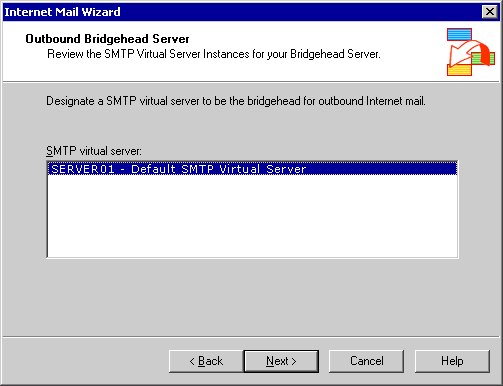 Internet Mail Wizard
Outbound Bridgehead Server
Review the SMTP Virtual Server Instances for your Bridgehead Server.
Designate a SMTP virtual server to be the bridgehead for outbound Internet mail.
SMTP virtual server:
SERVER01 - Default SMTP Virtual Server
< Back
Next >
Cancel
Help